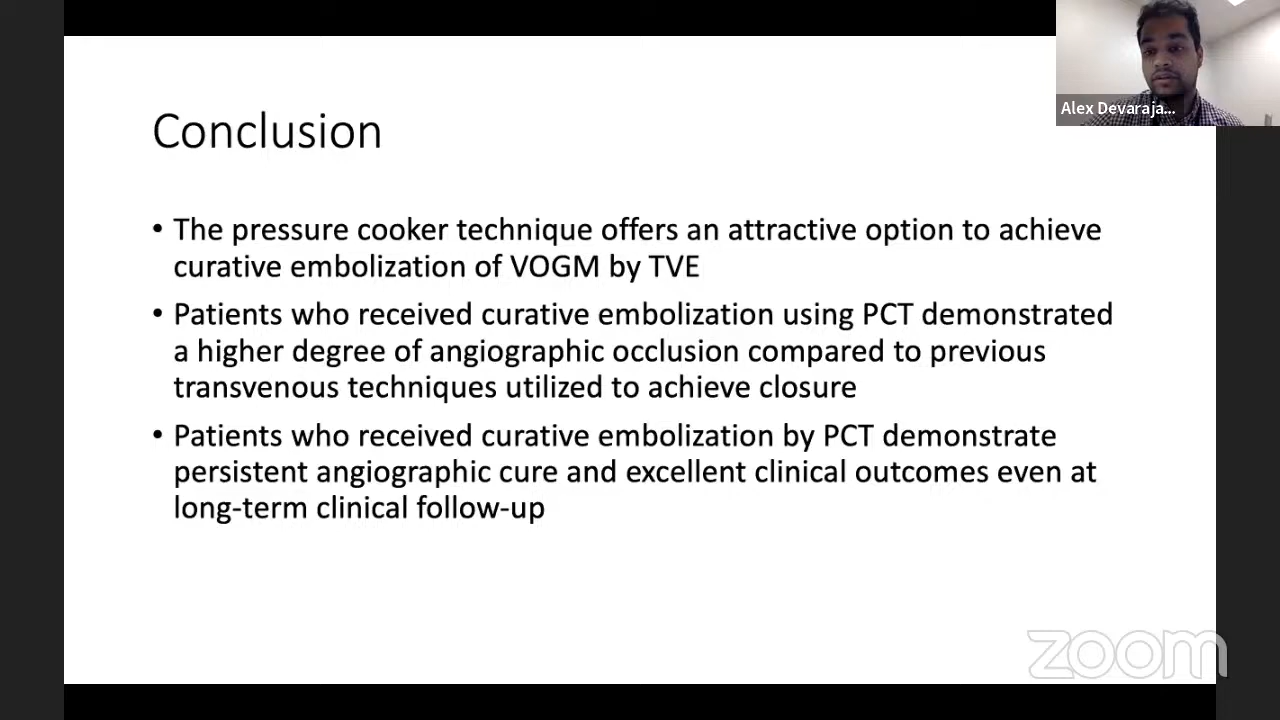 Alex Devaraja...
Conclusion
• The pressure cooker technique offers an attractive option to achieve
curative embolization of VOGM by TVE
• Patients who received curative embolization using PCT demonstrated
a higher degree of angiographic occlusion compared to previous
transvenous techniques utilized to achieve closure
• Patients who received curative embolization by PCT demonstrate
persistent angiographic cure and excellent clinical outcomes even at
long-term clinical follow-up
zoom